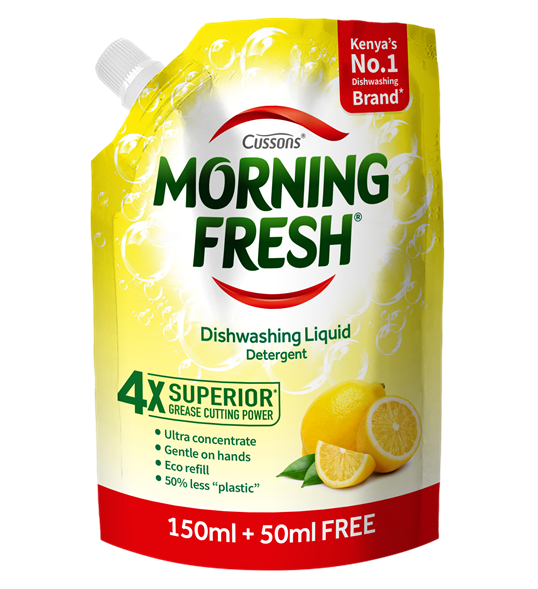 Kenya's
No.1
Dishwashing
Brand*
Cussons®
MORNING
FRESH®
Dishwashing Liquid
Detergent
4X SUPERIOR*
GREASE CUTTING POWER
• Ultra concentrate
• Gentle on hands
• Eco refill
• 50% less “plastic”
150ml + 50ml FREE